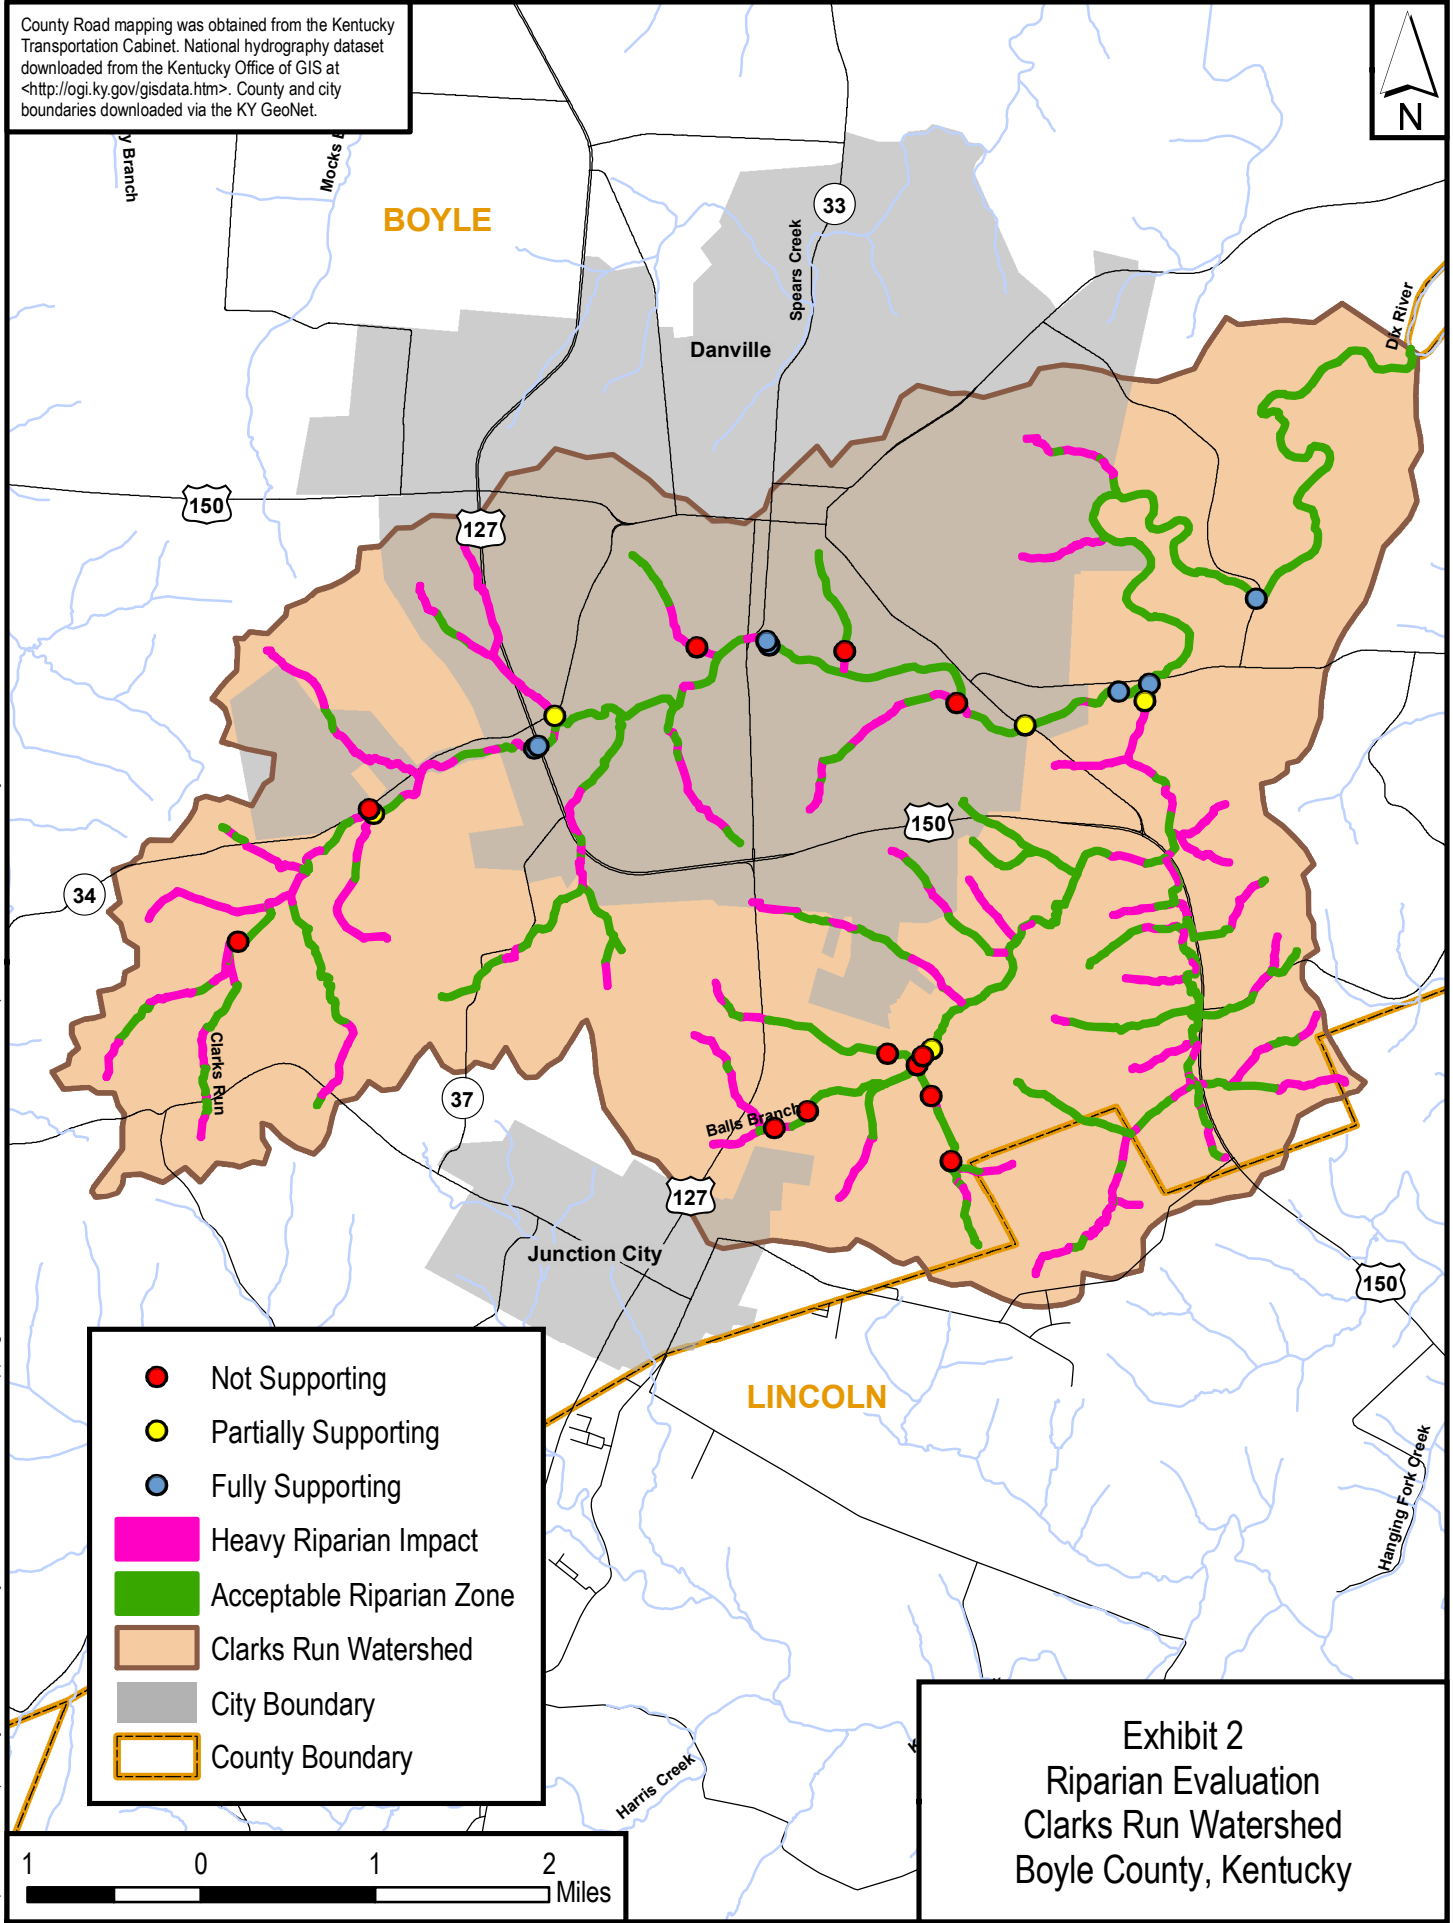 County Road mapping was obtained from the Kentucky
Transportation Cabinet. National hydrography dataset
downloaded from the Kentucky Office of GIS at
<http://ogi.ky.gov/gisdata.htm>. County and city
boundaries downloaded via the KY GeoNet.
N
Branch
Mocks
BOYLE
33
Spears Creek
Dix River
Danville
150
127
150
34
Clarks Run
37
Balls Branch
127
Junction City
150
LINCOLN
Hanging Fork Creek
Harris Creek
Not Supporting
Partially Supporting
Fully Supporting
Heavy Riparian Impact
Acceptable Riparian Zone
Clarks Run Watershed
City Boundary
County Boundary
1 0 1 2
Miles
Exhibit 2
Riparian Evaluation
Clarks Run Watershed
Boyle County, Kentucky